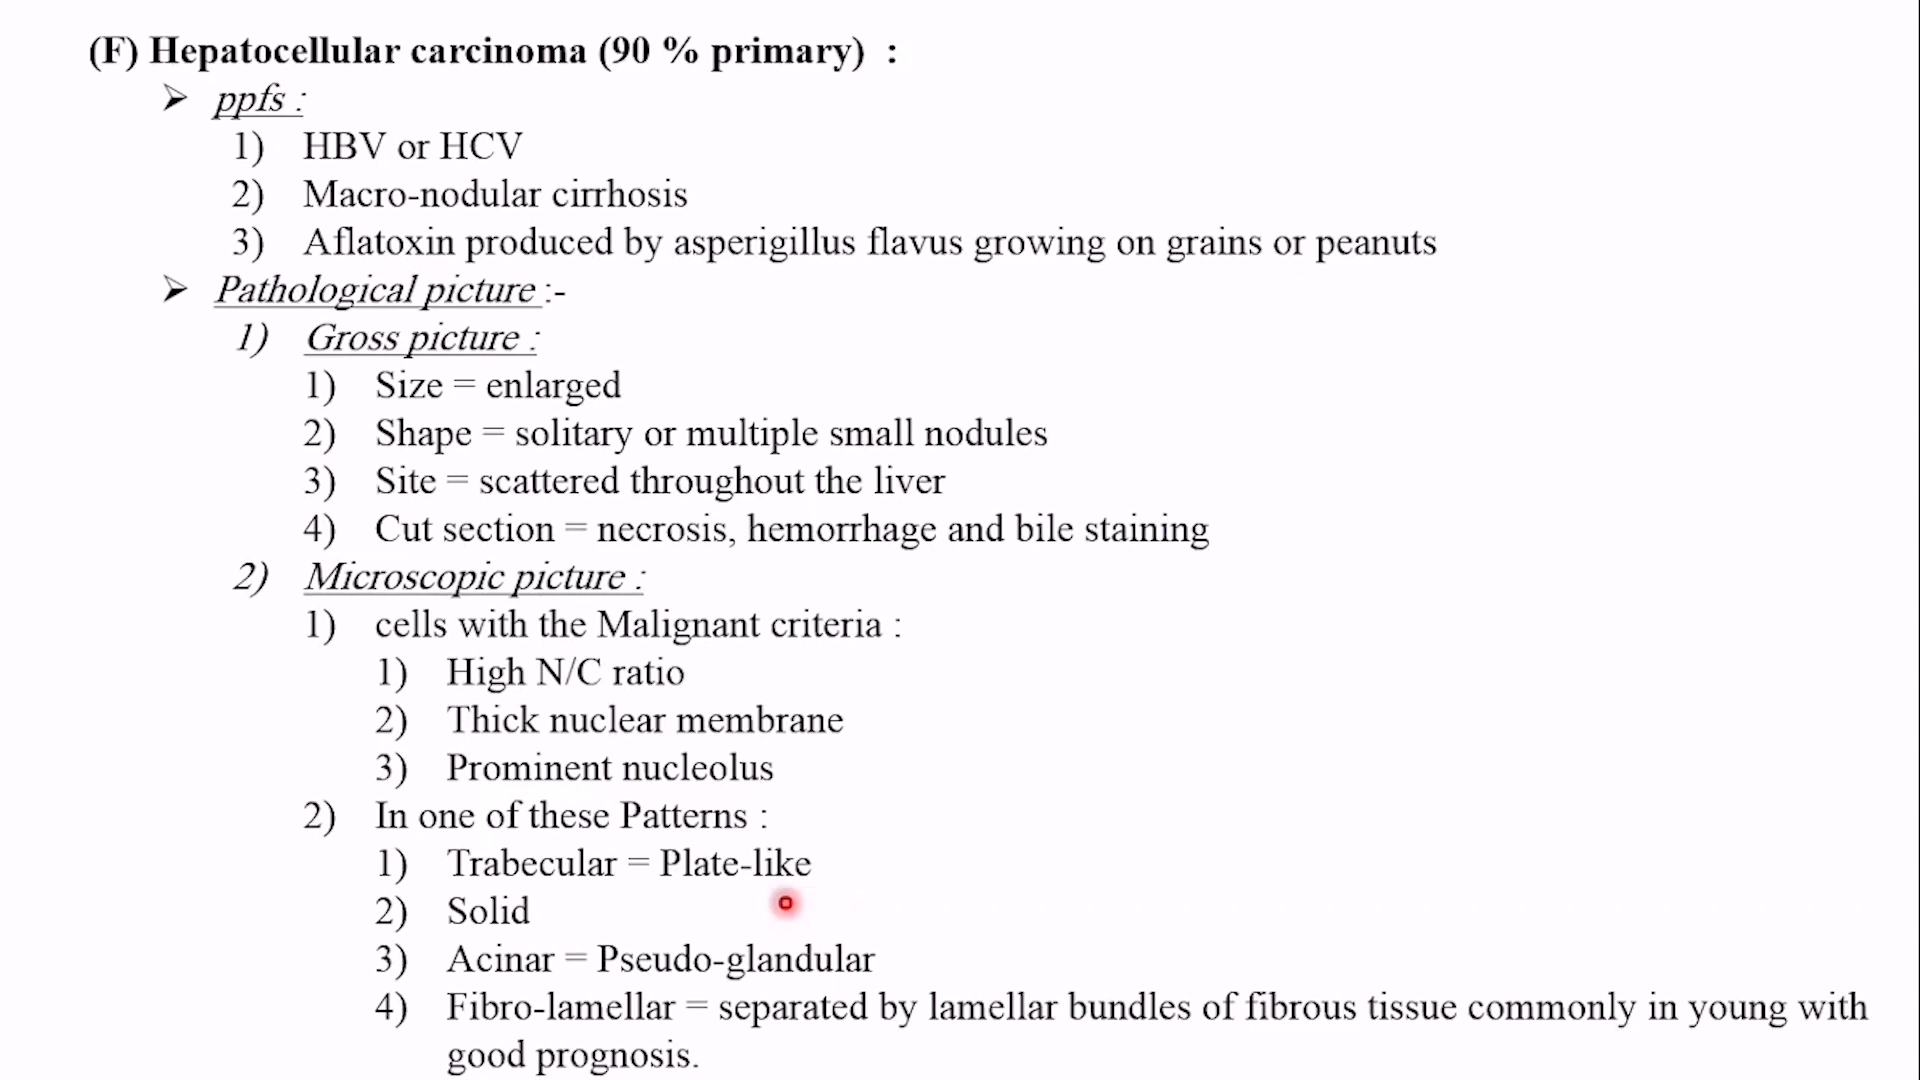 (F) Hepatocellular carcinoma (90 % primary) :
➢ ppfs :
1) HBV or HCV
2) Macro-nodular cirrhosis
3) Aflatoxin produced by asperigillus flavus growing on grains or peanuts
➢ Pathological picture :-
1) Gross picture :
1) Size = enlarged
2) Shape = solitary or multiple small nodules
3) Site = scattered throughout the liver
4) Cut section = necrosis, hemorrhage and bile staining
2) Microscopic picture :
1) cells with the Malignant criteria :
1) High N/C ratio
2) Thick nuclear membrane
3) Prominent nucleolus
2) In one of these Patterns :
1) Trabecular = Plate-like
2) Solid
3) Acinar = Pseudo-glandular
4) Fibro-lamellar = separated by lamellar bundles of fibrous tissue commonly in young with
good prognosis.